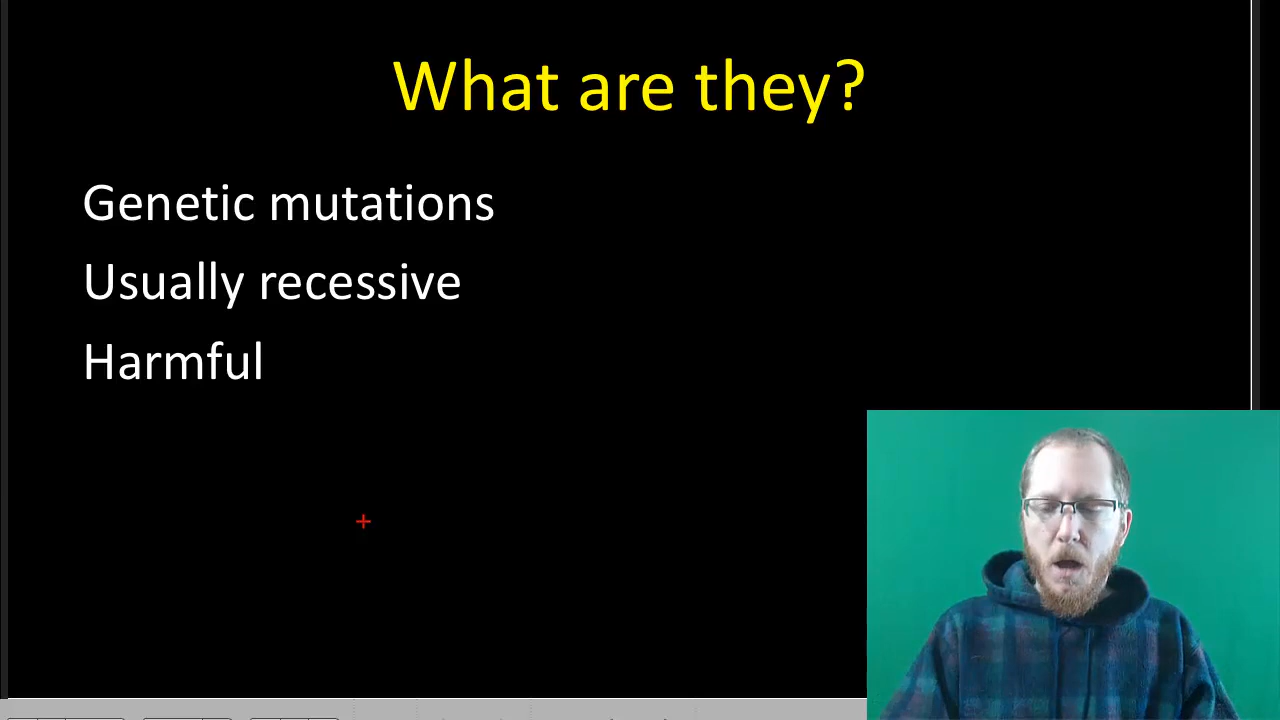 What are they?
Genetic mutations
Usually recessive
Harmful